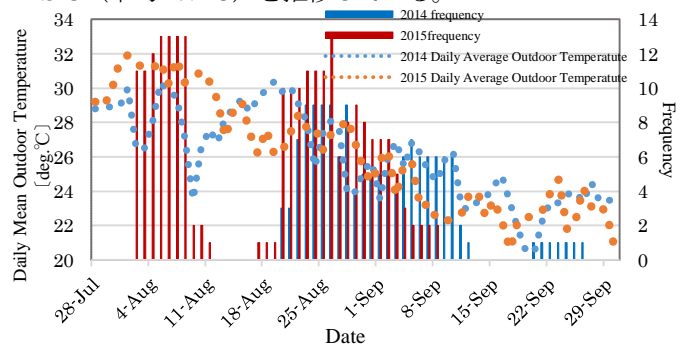 2014 frequency
2015frequency
2014 Daily Average Outdoor Temperatute
2015 Daily Average Outdoor Temperatute
Daily Mean Outdoor Temperature
[deg.℃]
34
32
30
28
26
24
22
20
14
12
10
8
6
4
2
0
Frequency
28-Jul
4-Aug
11-Aug
18-Aug
25-Aug
1-Sep
8-Sep
15-Sep
22-Sep
29-Sep
Date